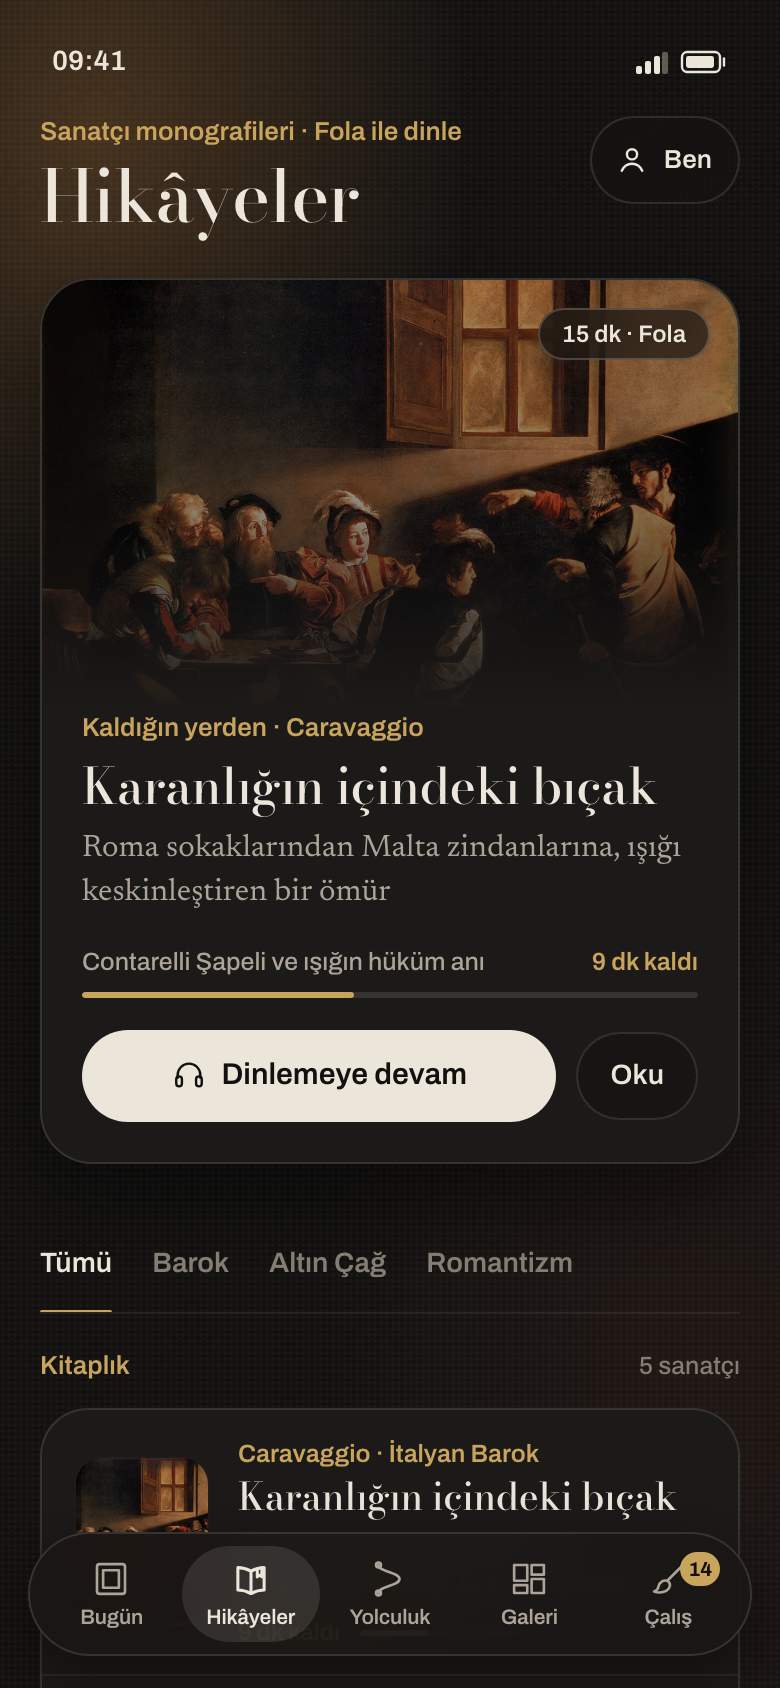 09:41
Sanatçı monografileri · Fola ile dinle
Hikâyeler
Ben
15 dk · Fola
Kaldığın yerden · Caravaggio
Karanlığın içindeki bıçak
Roma sokaklarından Malta zindanlarına, ışığı
keskinleştiren bir ömür
Contarelli Şapeli ve ışığın hüküm anı
9 dk kaldı
Dinlemeye devam
Oku
Tümü
Barok
Altın Çağ
Romantizm
Kitaplık
5 sanatçı
Caravaggio · İtalyan Barok
Karanlığın içindeki bıçak
9 dk kaldı
14
Bugün
Hikâyeler
Yolculuk
Galeri
Çalış